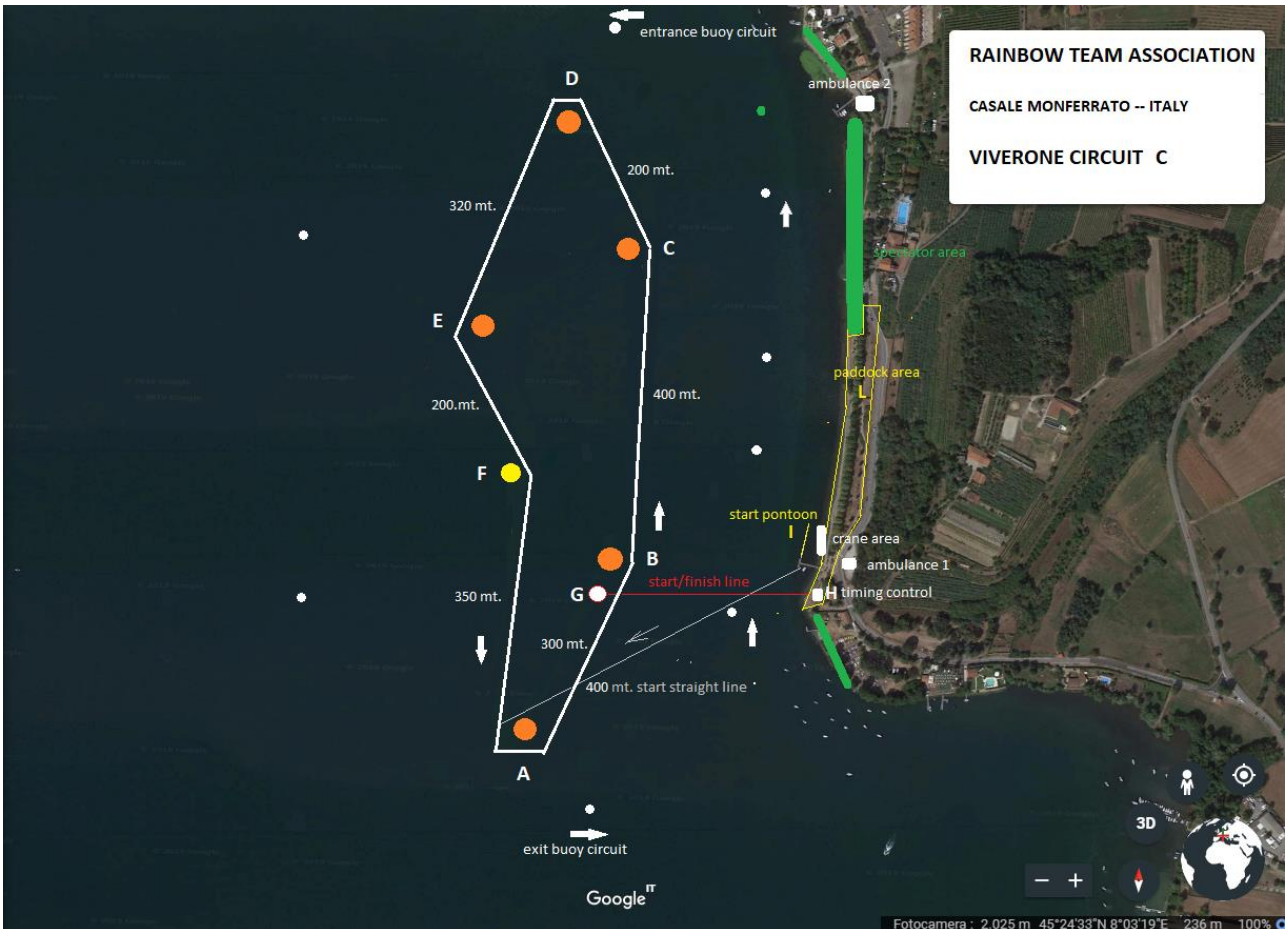 entrance buoy circuit
RAINBOW TEAM ASSOCIATION
CASALE MONFERRATO -- ITALY
VIVERONE CIRCUIT C
D
ambulance 2
200 mt.
320 mt.
C
spectator area
E
paddock area
L
400 mt.
200.mt.
F
start pontoon
I
crane area
B
ambulance 1
start/finish line
G
H timing control
350 mt.
300 mt.
400 mt. start straight line
A
3D
exit buoy circuit
Google IT
Fotocamera : 2.025 m 45°24'33"N 8°03'19"E 236 m 100%